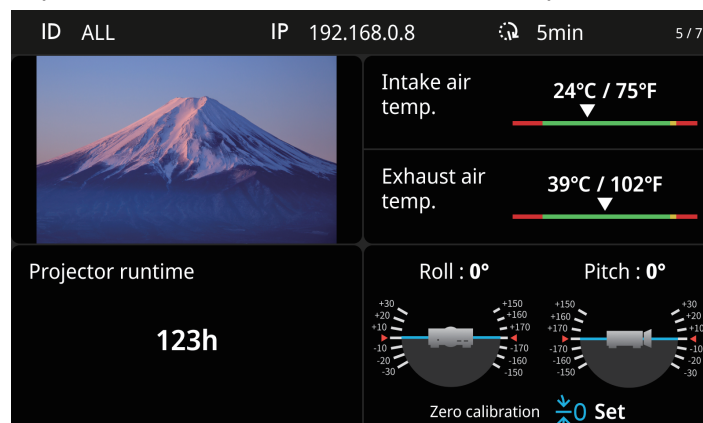 ID ALL IP 192.168.0.8 5min 5 / 7
Intake air
temp.
24°C / 75°F
Exhaust air
temp.
39°C / 102°F
Projector runtime
123h
Roll : 0° Pitch : 0°
+30 +150 +150 +30
+20 +160 +160 +20
+10 +170 +170 +10
-10 -170 -170 -10
-20 -160 -160 -20
-30 -150 -150 -30
Zero calibration 0 Set